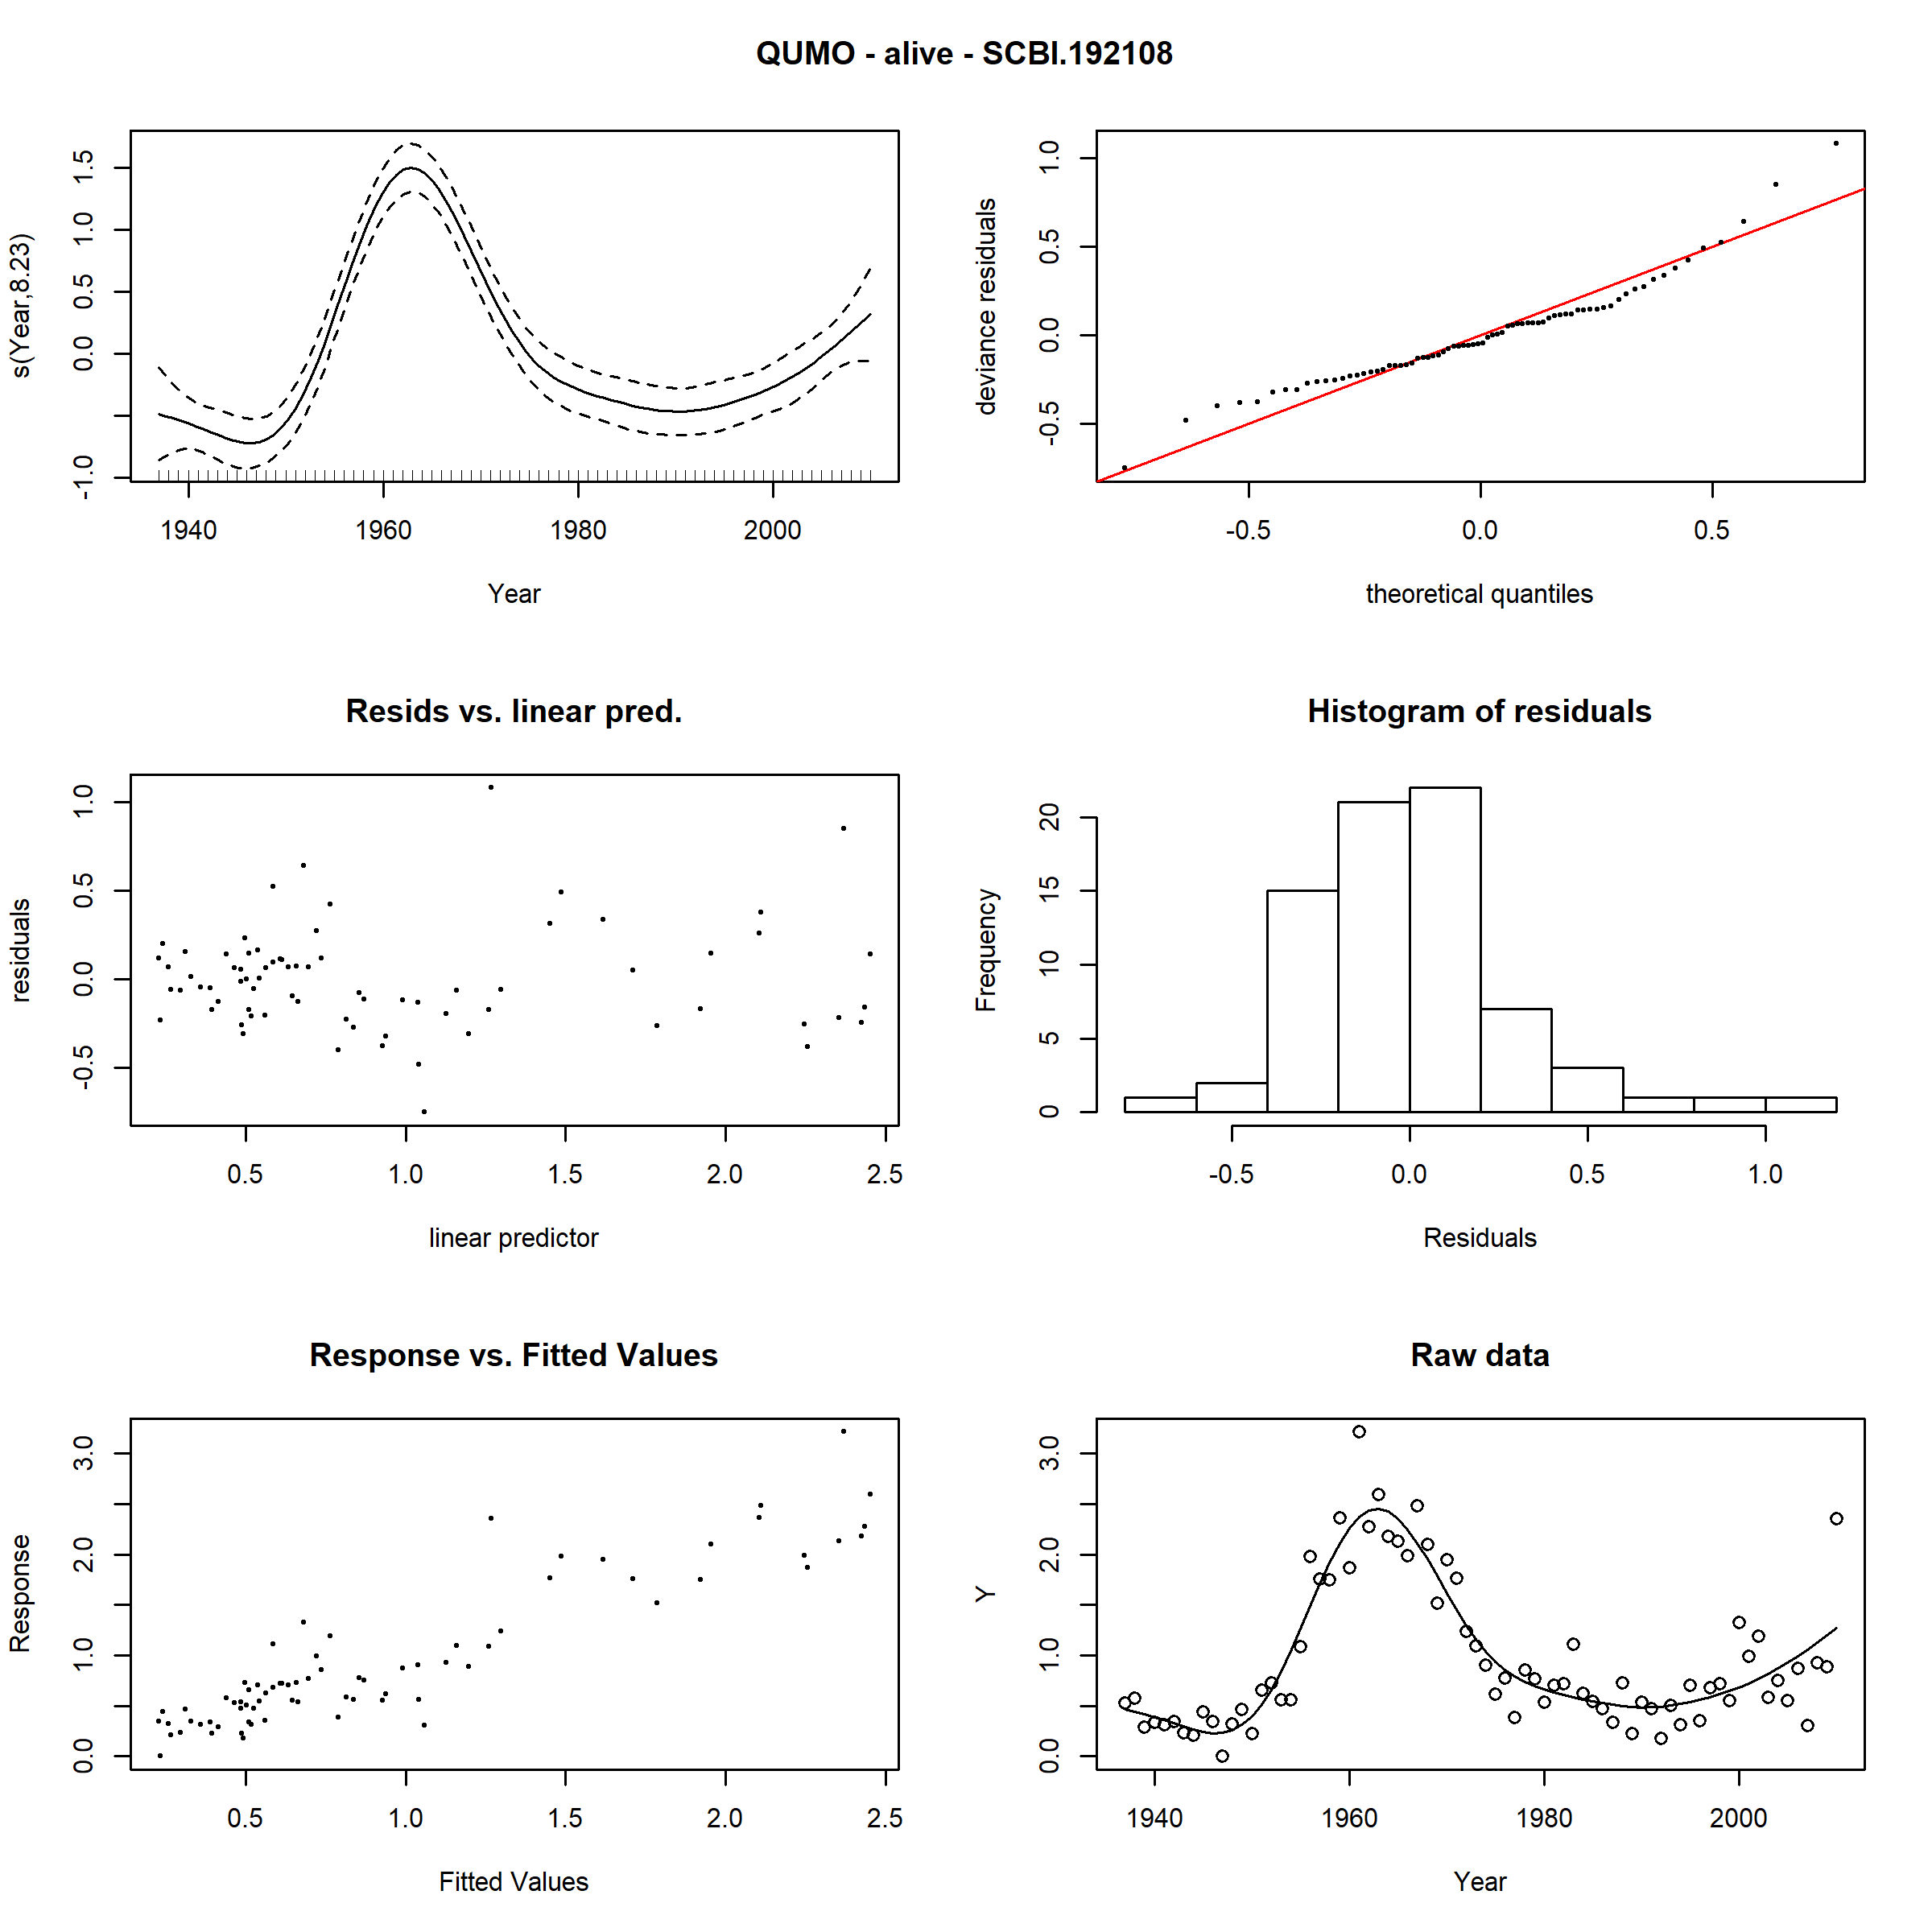 QUMO - alive - SCBI.192108
s(Year,8.23)
-1.0 0.0 0.5 1.0 1.5
1940 1960 1980 2000
Year
deviance residuals
-0.5 0.0 0.5 1.0
-0.5 0.0 0.5
theoretical quantiles
Resids vs. linear pred.
residuals
-0.5 0.0 0.5 1.0
0.5 1.0 1.5 2.0 2.5
linear predictor
Histogram of residuals
Frequency
0 5 10 15 20
-0.5 0.0 0.5 1.0
Residuals
Response vs. Fitted Values
Response
0.0 1.0 2.0 3.0
0.5 1.0 1.5 2.0 2.5
Fitted Values
Raw data
Y
0.0 1.0 2.0 3.0
1940 1960 1980 2000
Year